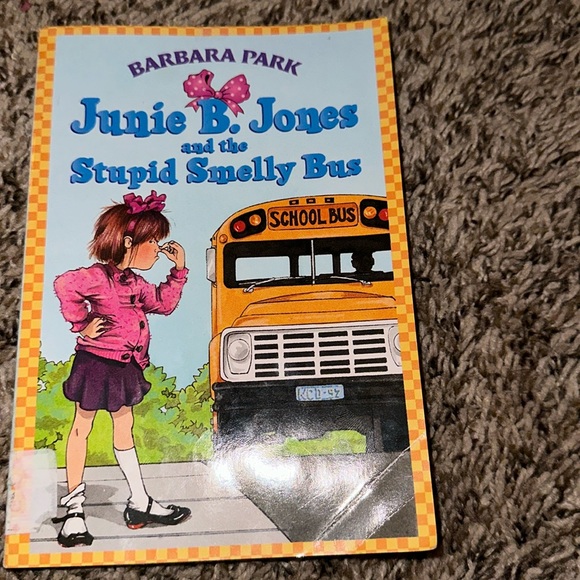 BARBARA PARK
Junie B. Jones
and the
Stupid Smelly Bus
SCHOOL BUS